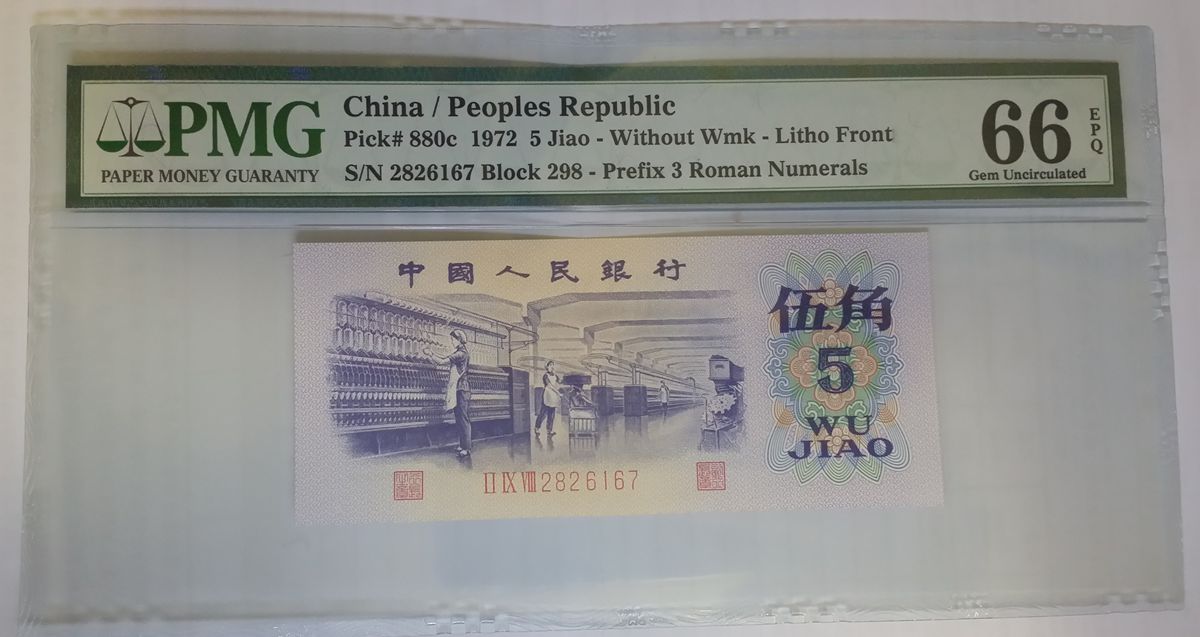 PMG
PAPER MONEY GUARANTY
China / Peoples Republic
Pick# 880c 1972 5 Jiao - Without Wmk - Litho Front
S/N 2826167 Block 298 - Prefix 3 Roman Numerals
66
EPQ
Gem Uncirculated
中國人民銀行
伍角
5
WU
JIAO
II IX VIII 2826167